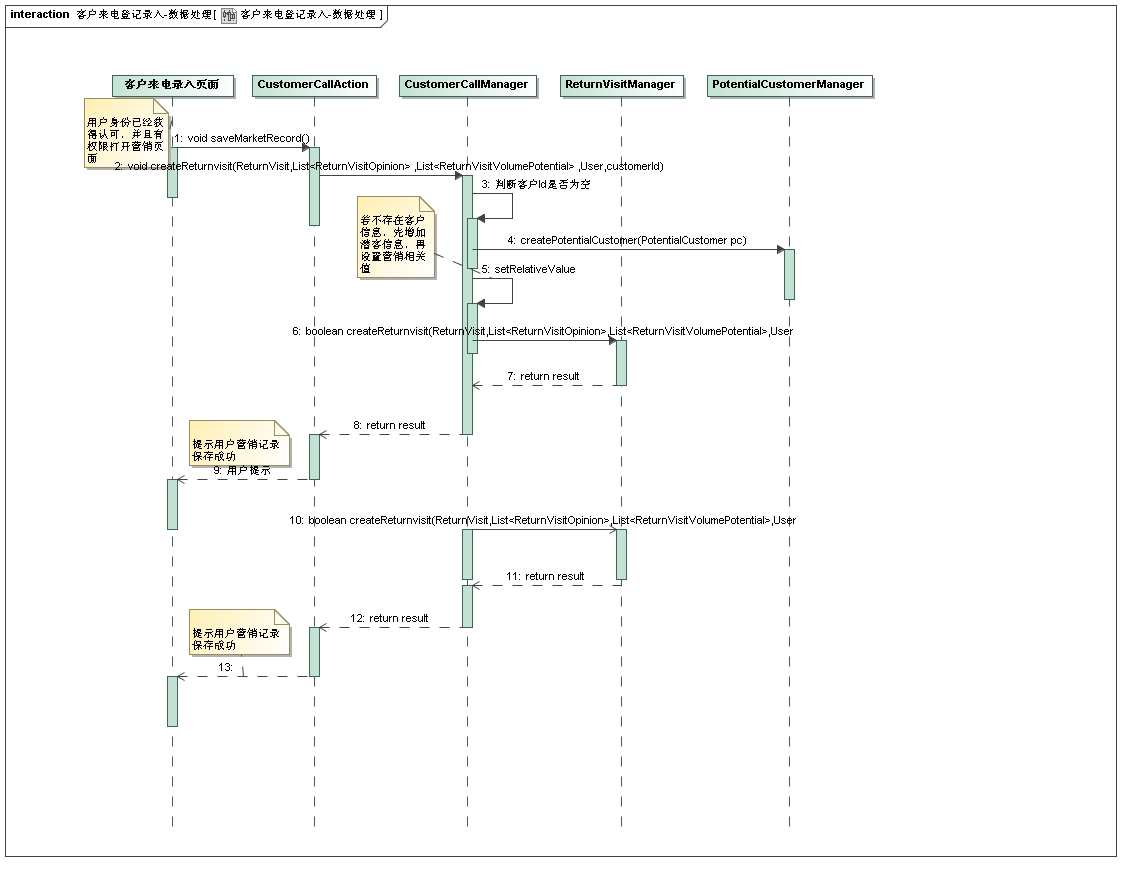 interaction 客户来电登记录入-数据处理[ 客户来电登记录入-数据处理 ]
客户来电录入页面
CustomerCallAction
CustomerCallManager
ReturnVisitManager
PotentialCustomerManager
用户身份已经获
得认可，并且有
权限打开营销页
面
1: void saveMarketRecord()
2: void createReturnvisit(ReturnVisit,List<ReturnVisitOpinion> ,List<ReturnVisitVolumePotential> ,User,customerId)
3: 判断客户Id是否为空
若不存在客户
信息，先增加
潜客信息，再
设置营销相关
值
4: createPotentialCustomer(PotentialCustomer pc)
5: setRelativeValue
6: boolean createReturnvisit(ReturnVisit,List<ReturnVisitOpinion>,List<ReturnVisitVolumePotential>,User
7: return result
8: return result
提示用户营销记录
保存成功
9: 用户提示
10: boolean createReturnvisit(ReturnVisit,List<ReturnVisitOpinion>,List<ReturnVisitVolumePotential>,User
11: return result
12: return result
提示用户营销记录
保存成功
13: